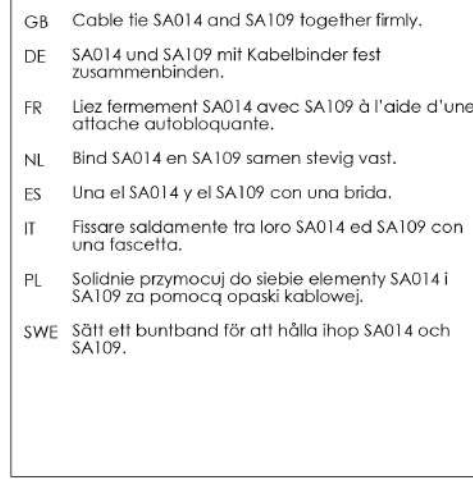 GB Cable tie SA014 and SA109 together firmly.
DE SA014 und SA109 mit Kabelbinder fest
zusammenbinden.
FR Liez fermement SA014 avec SA109 à l'aide d'une
attache autobloquante.
NL Bind SA014 en SA109 samen stevig vast.
ES Una el SA014 y el SA109 con una brida.
IT Fissare saldamente tra loro SA014 ed SA109 con
una fascetta.
PL Solidnie przymocuj do siebie elementy SA014 i
SA109 za pomocą opaski kablowej.
SWE Sätt ett buntband för att hålla ihop SA014 och
SA109.